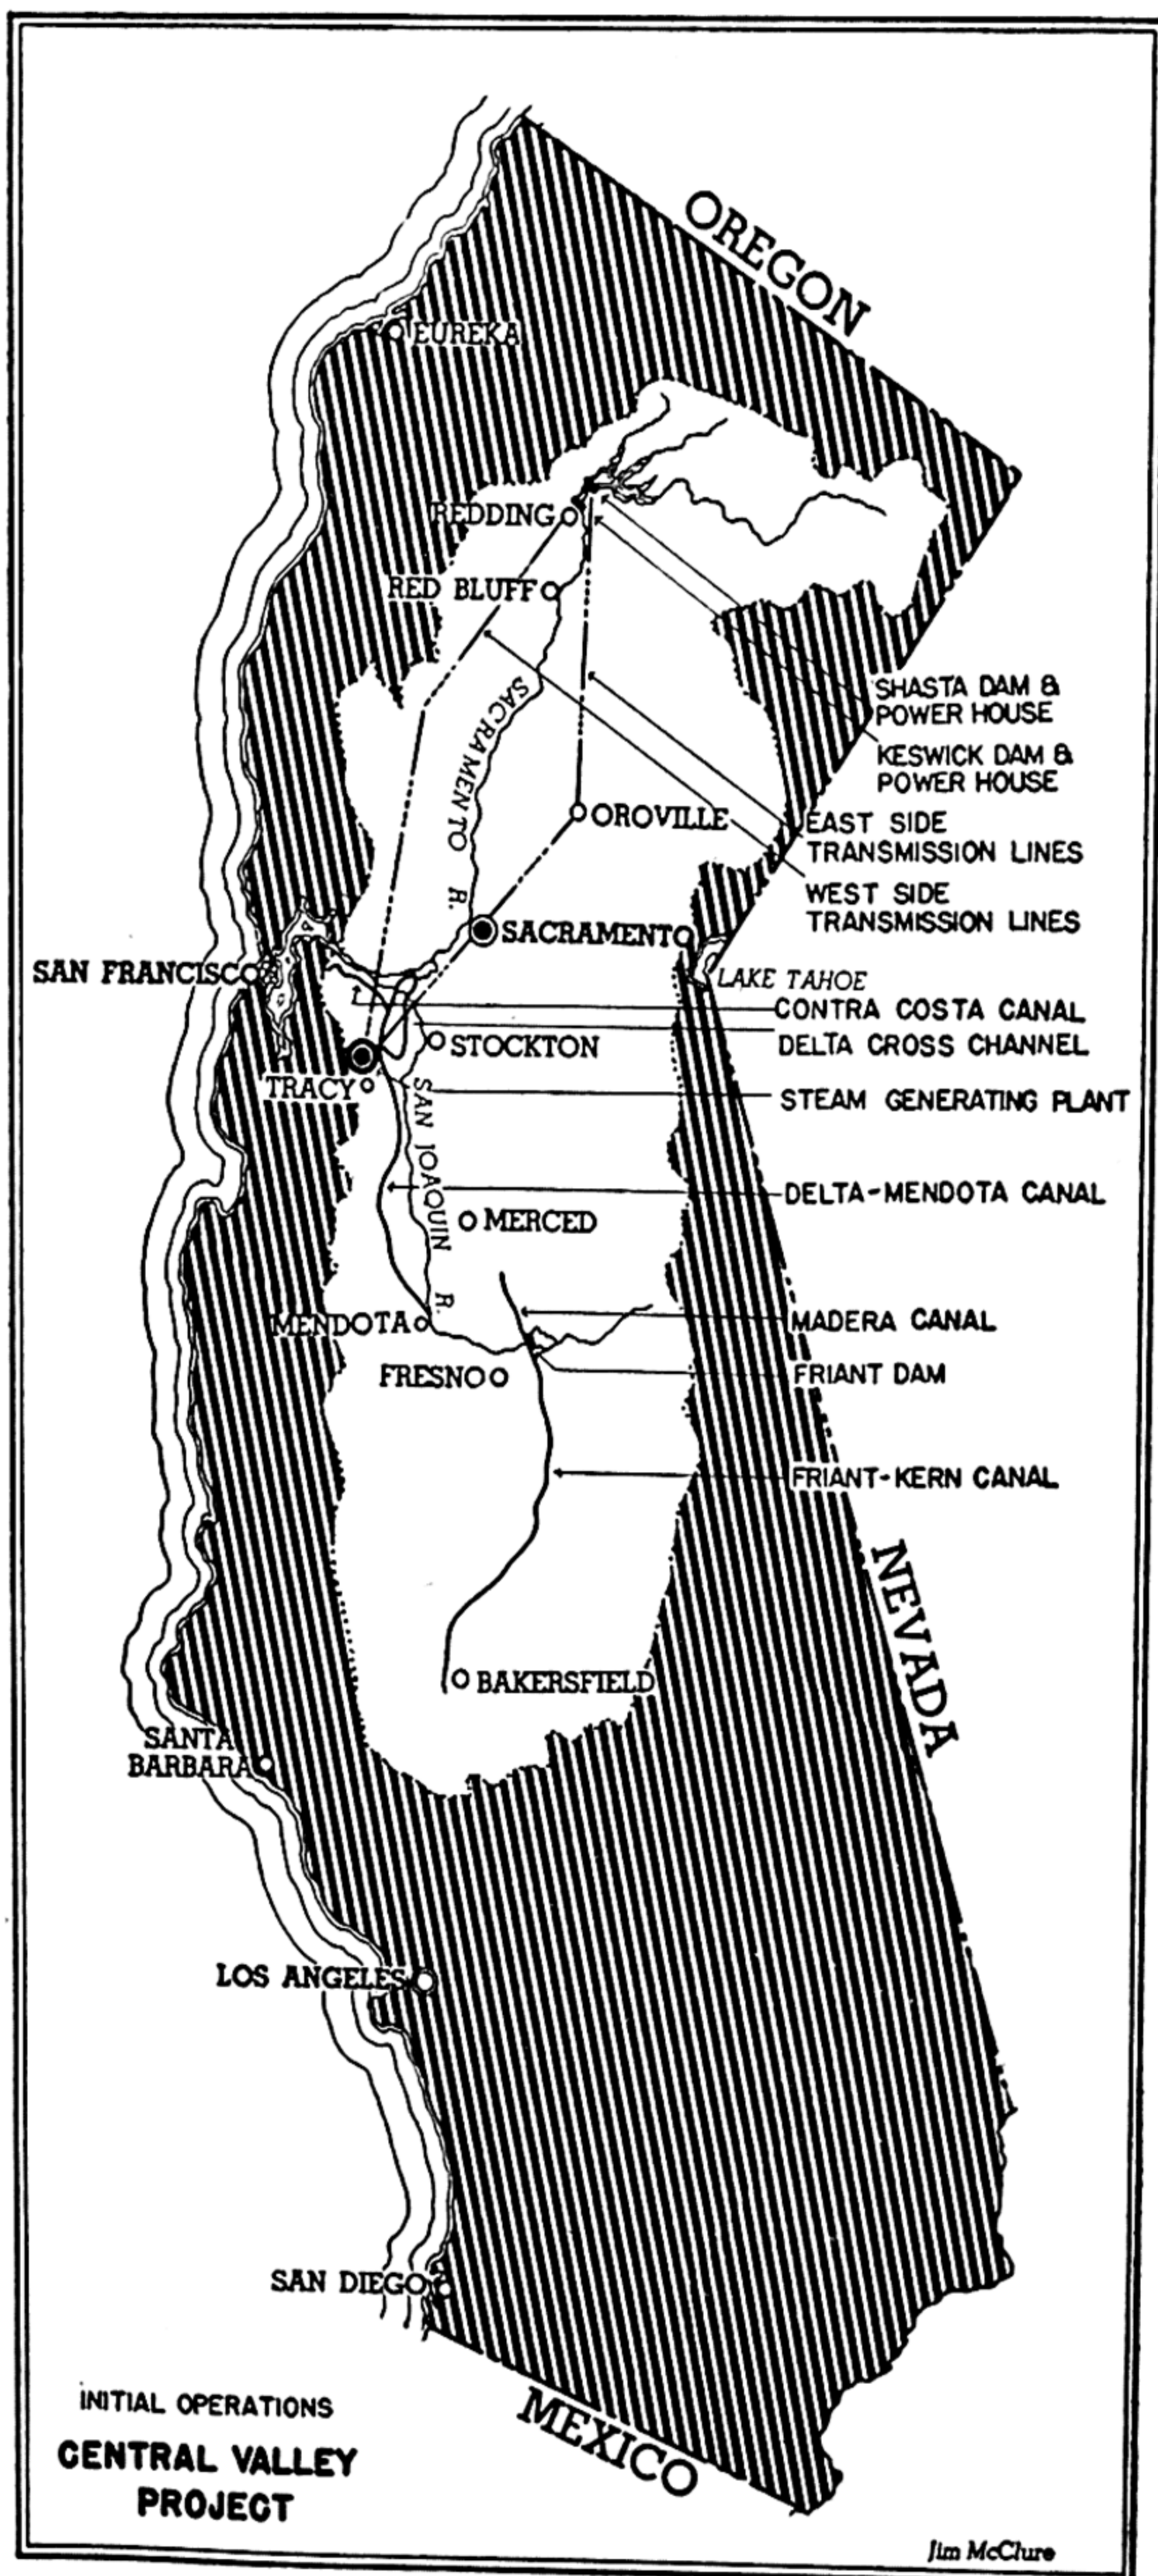 OREGON
EUREKA
REDDING
RED BLUFF
SACRAMENTO R.
SHASTA DAM &
POWER HOUSE
KESWICK DAM &
POWER HOUSE
OROVILLE
EAST SIDE
TRANSMISSION LINES
WEST SIDE
TRANSMISSION LINES
SACRAMENTO
SAN FRANCISCO
LAKE TAHOE
CONTRA COSTA CANAL
STOCKTON
DELTA CROSS CHANNEL
TRACY
STEAM GENERATING PLANT
SAN JOAQUIN R.
DELTA-MENDOTA CANAL
MERCED
MENDOTA
MADERA CANAL
FRESNO
FRIANT DAM
FRIANT-KERN CANAL
NEVADA
BAKERSFIELD
SANTA
BARBARA
LOS ANGELES
SAN DIEGO
MEXICO
INITIAL OPERATIONS
CENTRAL VALLEY
PROJECT
Jim McClure